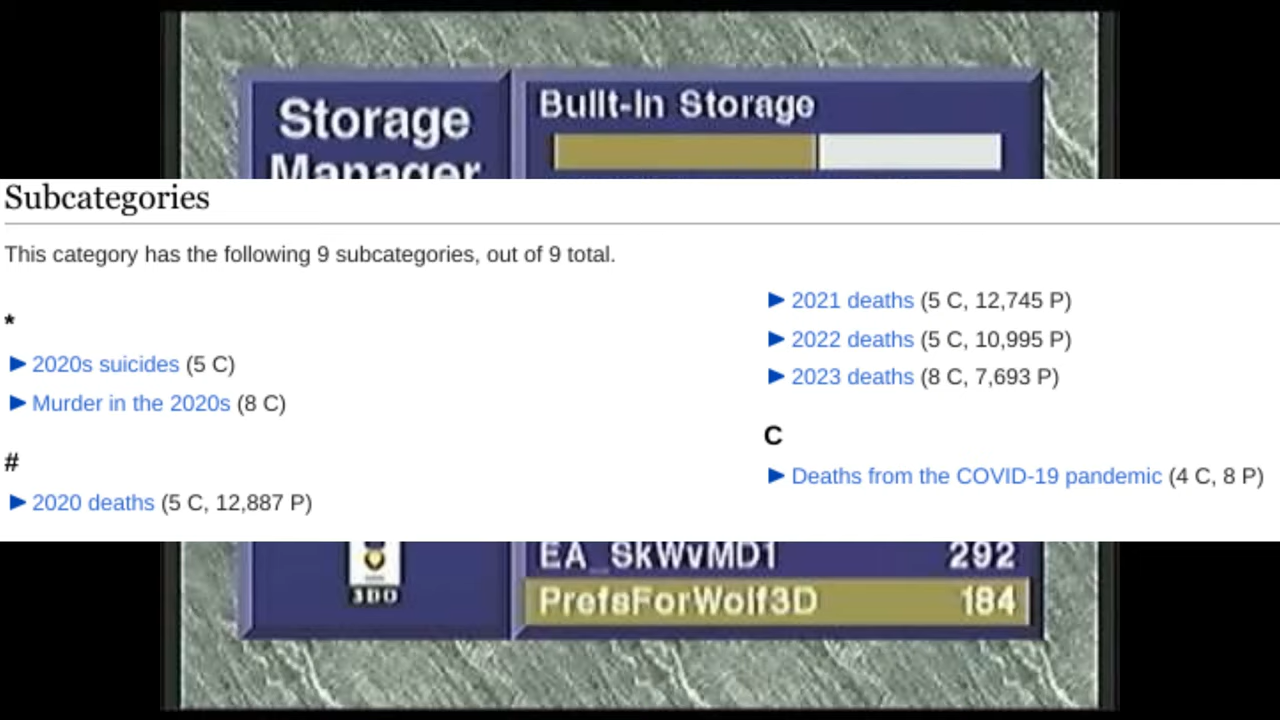 Storage
Manager
Built-In Storage
Subcategories
This category has the following 9 subcategories, out of 9 total.
*
► 2020s suicides (5 C)
► Murder in the 2020s (8 C)
#
► 2020 deaths (5 C, 12,887 P)
► 2021 deaths (5 C, 12,745 P)
► 2022 deaths (5 C, 10,995 P)
► 2023 deaths (8 C, 7,693 P)
C
► Deaths from the COVID-19 pandemic (4 C, 8 P)
3DO
EA_SkWvMD1 292
PrefsForWolf3D 184